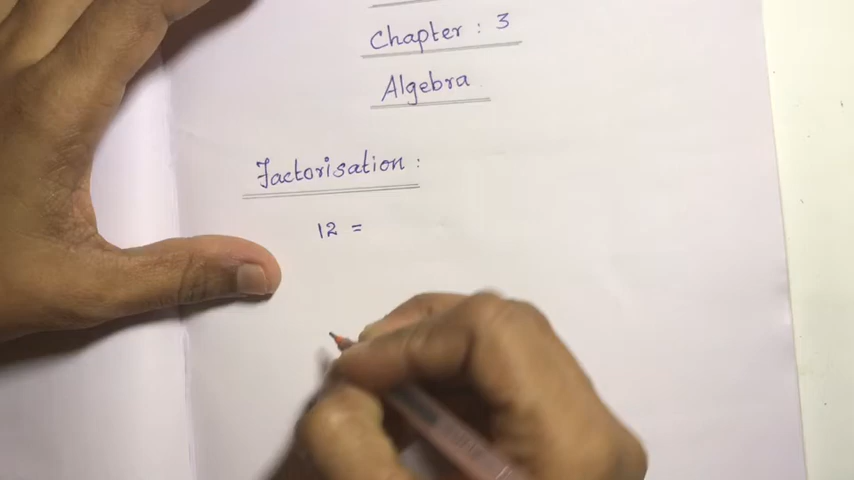 Chapter : 3
Algebra
Factorisation :
12 =